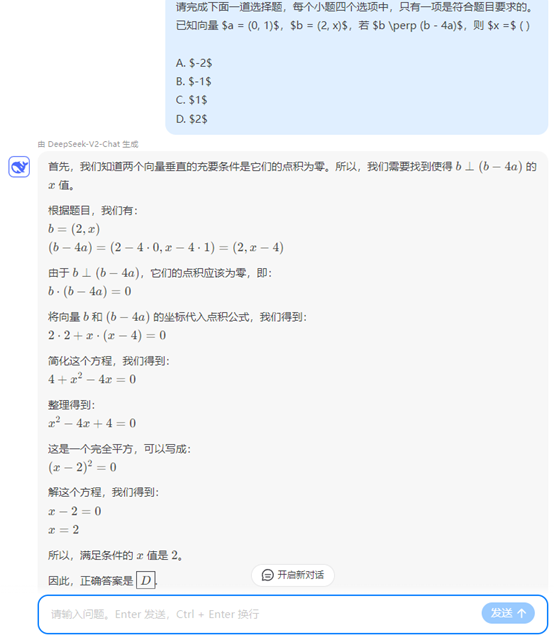 请完成下面一道选择题，每个小题四个选项中，只有一项是符合题目要求的。
已知向量 $a = (0, 1)$，$b = (2, x)$，若 $b \perp (b - 4a)$，则 $x =$ ( )
A. $-2$
B. $-1$
C. $1$
D. $2$
由 DeepSeek-V2-Chat 生成
首先，我们知道两个向量垂直的充要条件是它们的点积为零。所以，我们需要找到使得 b ⊥ (b − 4a) 的
x 值。
根据题目，我们有：
b = (2, x)
(b − 4a) = (2 − 4 · 0, x − 4 · 1) = (2, x − 4)
由于 b ⊥ (b − 4a)，它们的点积应该为零，即：
b · (b − 4a) = 0
将向量 b 和 (b − 4a) 的坐标代入点积公式，我们得到：
2 · 2 + x · (x − 4) = 0
简化这个方程，我们得到：
4 + x² − 4x = 0
整理得到：
x² − 4x + 4 = 0
这是一个完全平方，可以写成：
(x − 2)² = 0
解这个方程，我们得到：
x − 2 = 0
x = 2
所以，满足条件的 x 值是 2。
因此，正确答案是 D.
开启新对话
请输入问题。Enter 发送，Ctrl + Enter 换行
发送